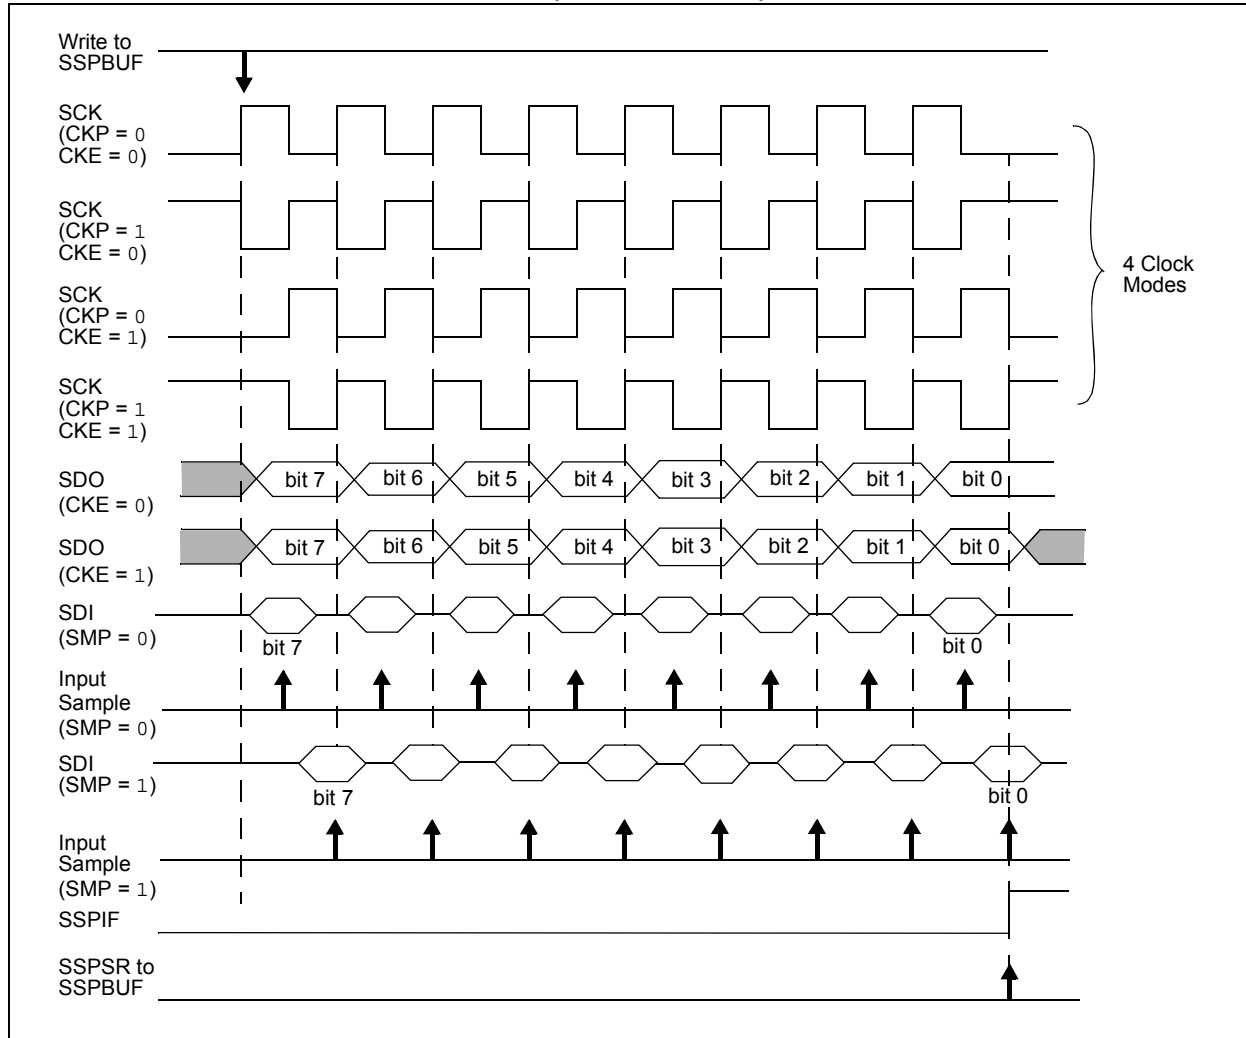 Write to
SSPBUF
SCK
(CKP = 0
CKE = 0)
SCK
(CKP = 1
CKE = 0)
SCK
(CKP = 0
CKE = 1)
SCK
(CKP = 1
CKE = 1)
4 Clock
Modes
SDO
(CKE = 0)
bit 7 bit 6 bit 5 bit 4 bit 3 bit 2 bit 1 bit 0
SDO
(CKE = 1)
bit 7 bit 6 bit 5 bit 4 bit 3 bit 2 bit 1 bit 0
SDI
(SMP = 0)
bit 7 bit 0
Input
Sample
(SMP = 0)
SDI
(SMP = 1)
bit 7 bit 0
Input
Sample
(SMP = 1)
SSPIF
SSPSR to
SSPBUF